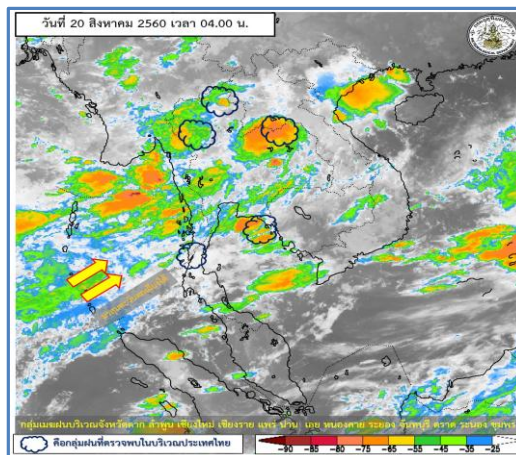 วันที่ 20 สิงหาคม 2560 เวลา 04.00 น.
กลุ่มเมฆฝนบริเวณจังหวัดตาก ลำพูน เชียงใหม่ เชียงราย แพร่ น่าน เลย หนองคาย ระยอง จันทบุรี ตราด ระนอง ชุมพร
คือกลุ่มฝนที่ตรวจพบในบริเวณประเทศไทย
-90 -85 -80 -75 -65 -55 -45 -35 -25